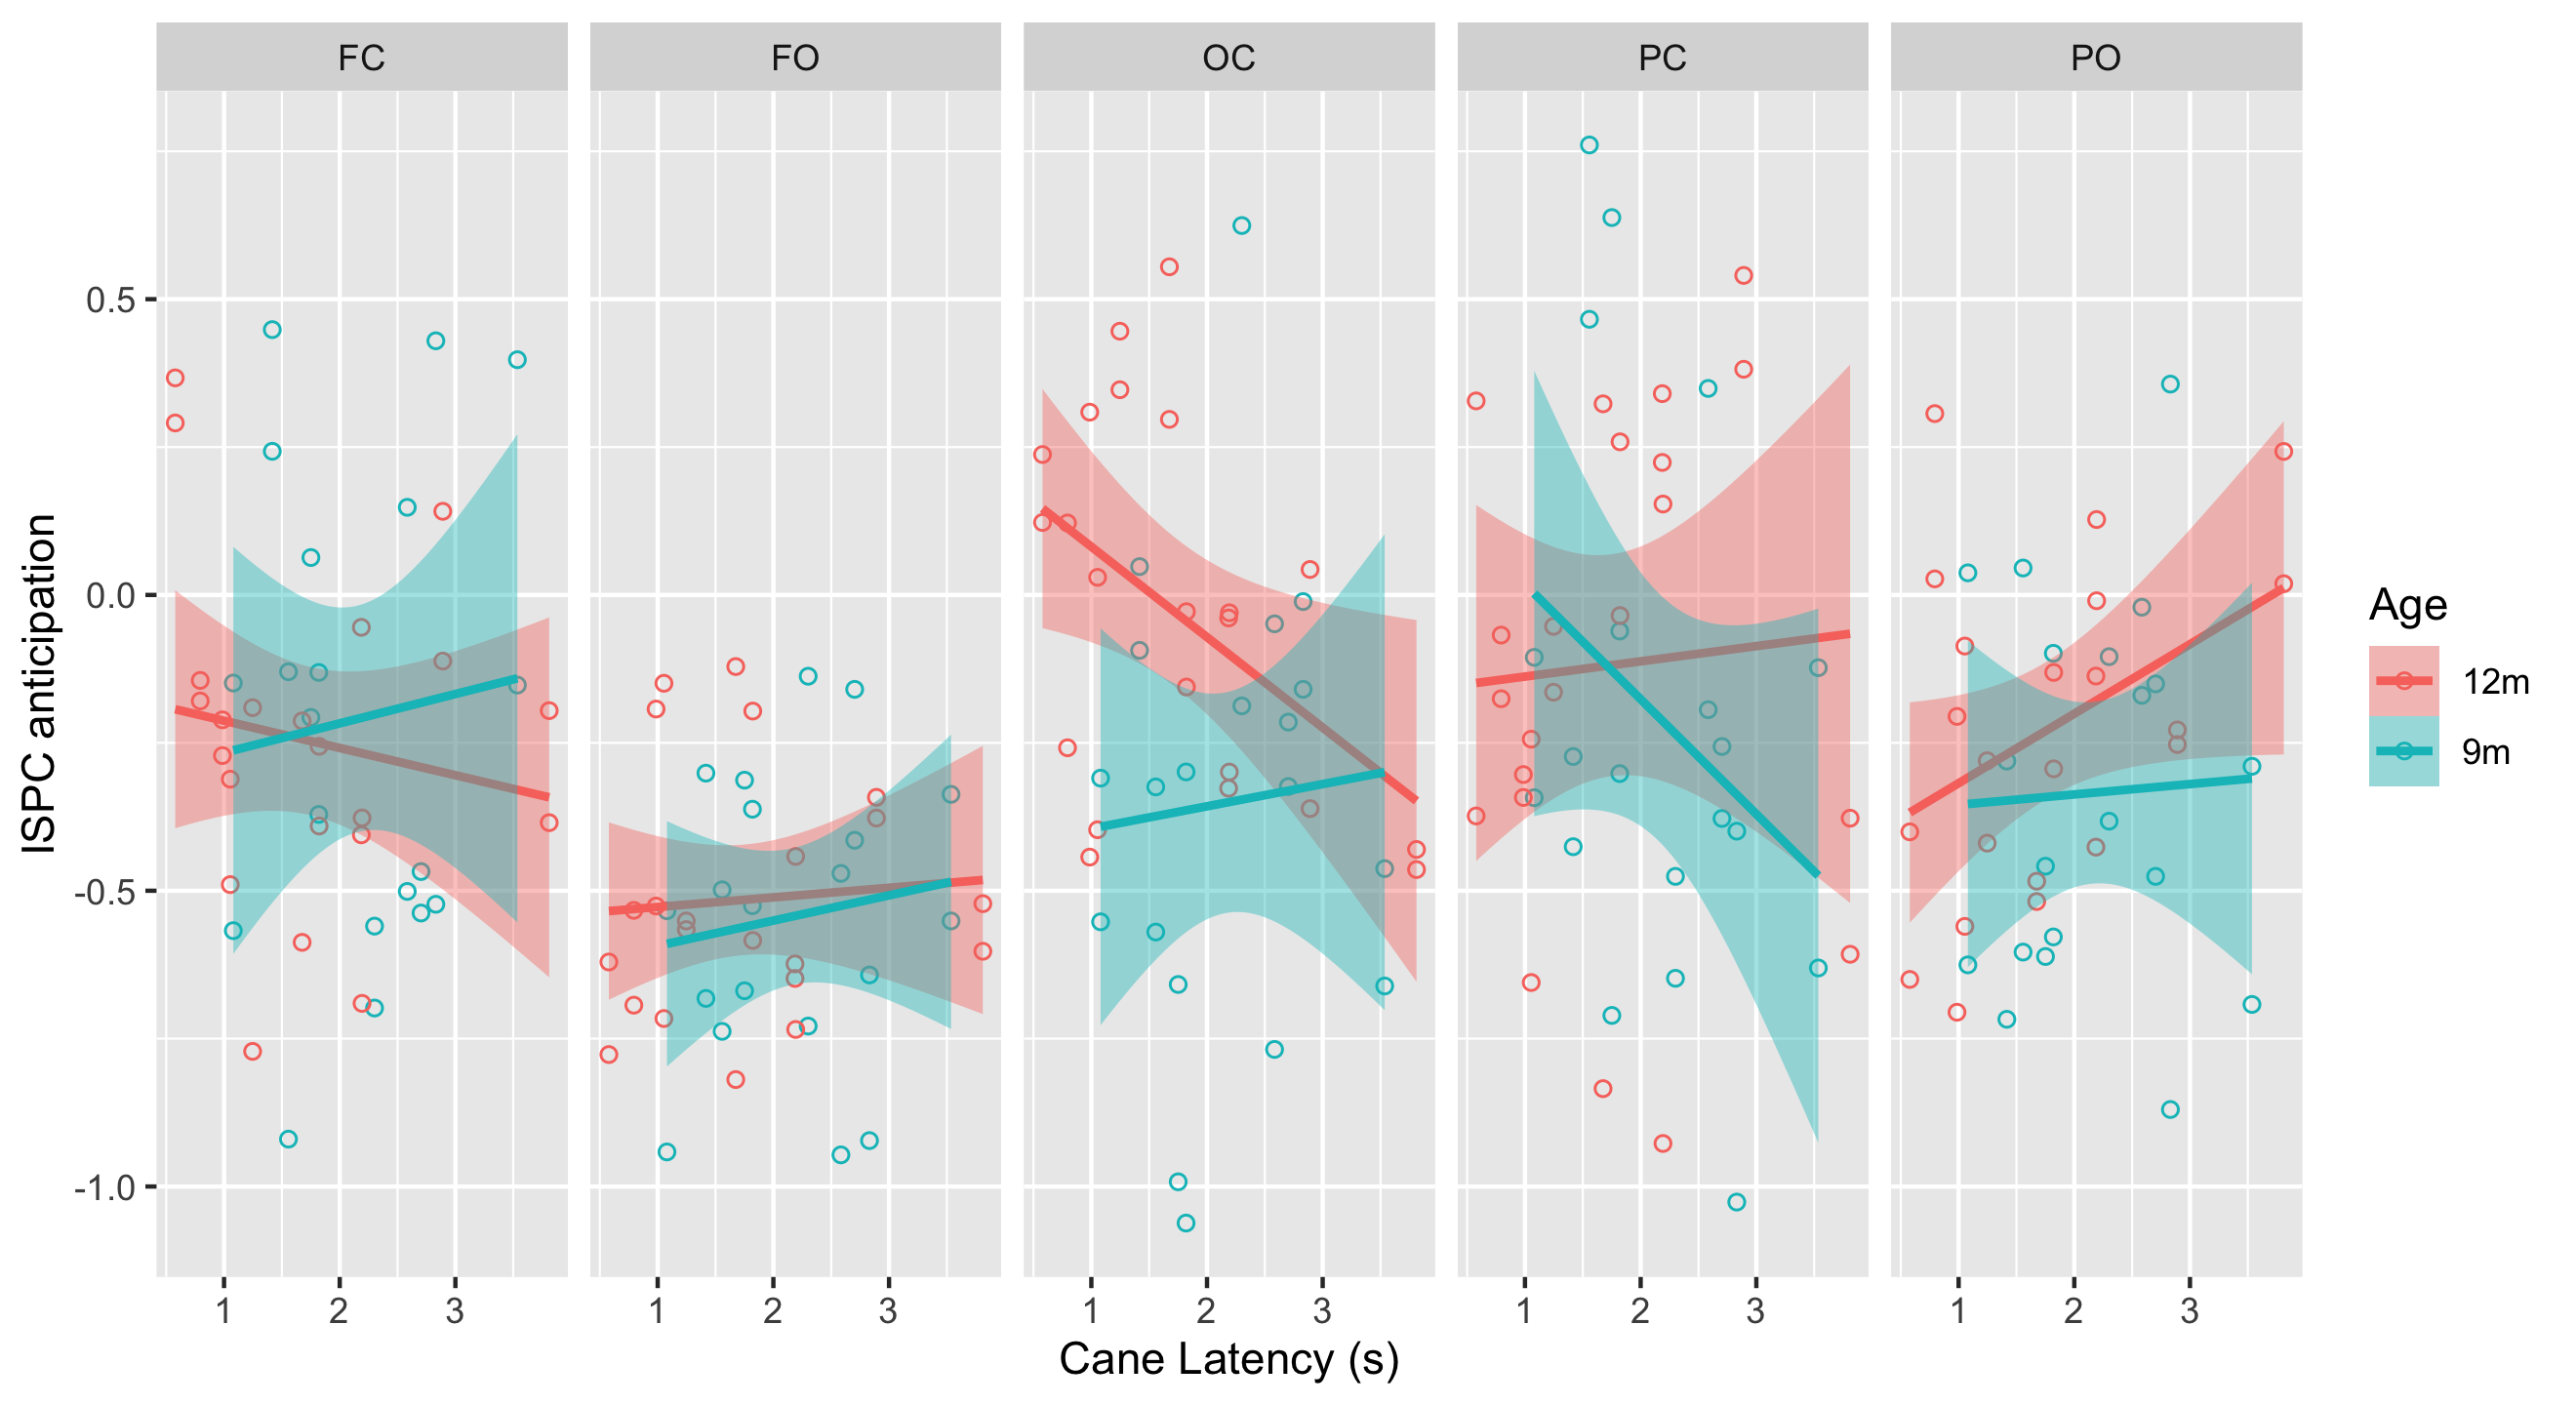 FC FO OC PC PO
0.5
0.0
-0.5
-1.0
ISPC anticipation
1 2 3 1 2 3 1 2 3 1 2 3 1 2 3
Cane Latency (s)
Age
12m
9m